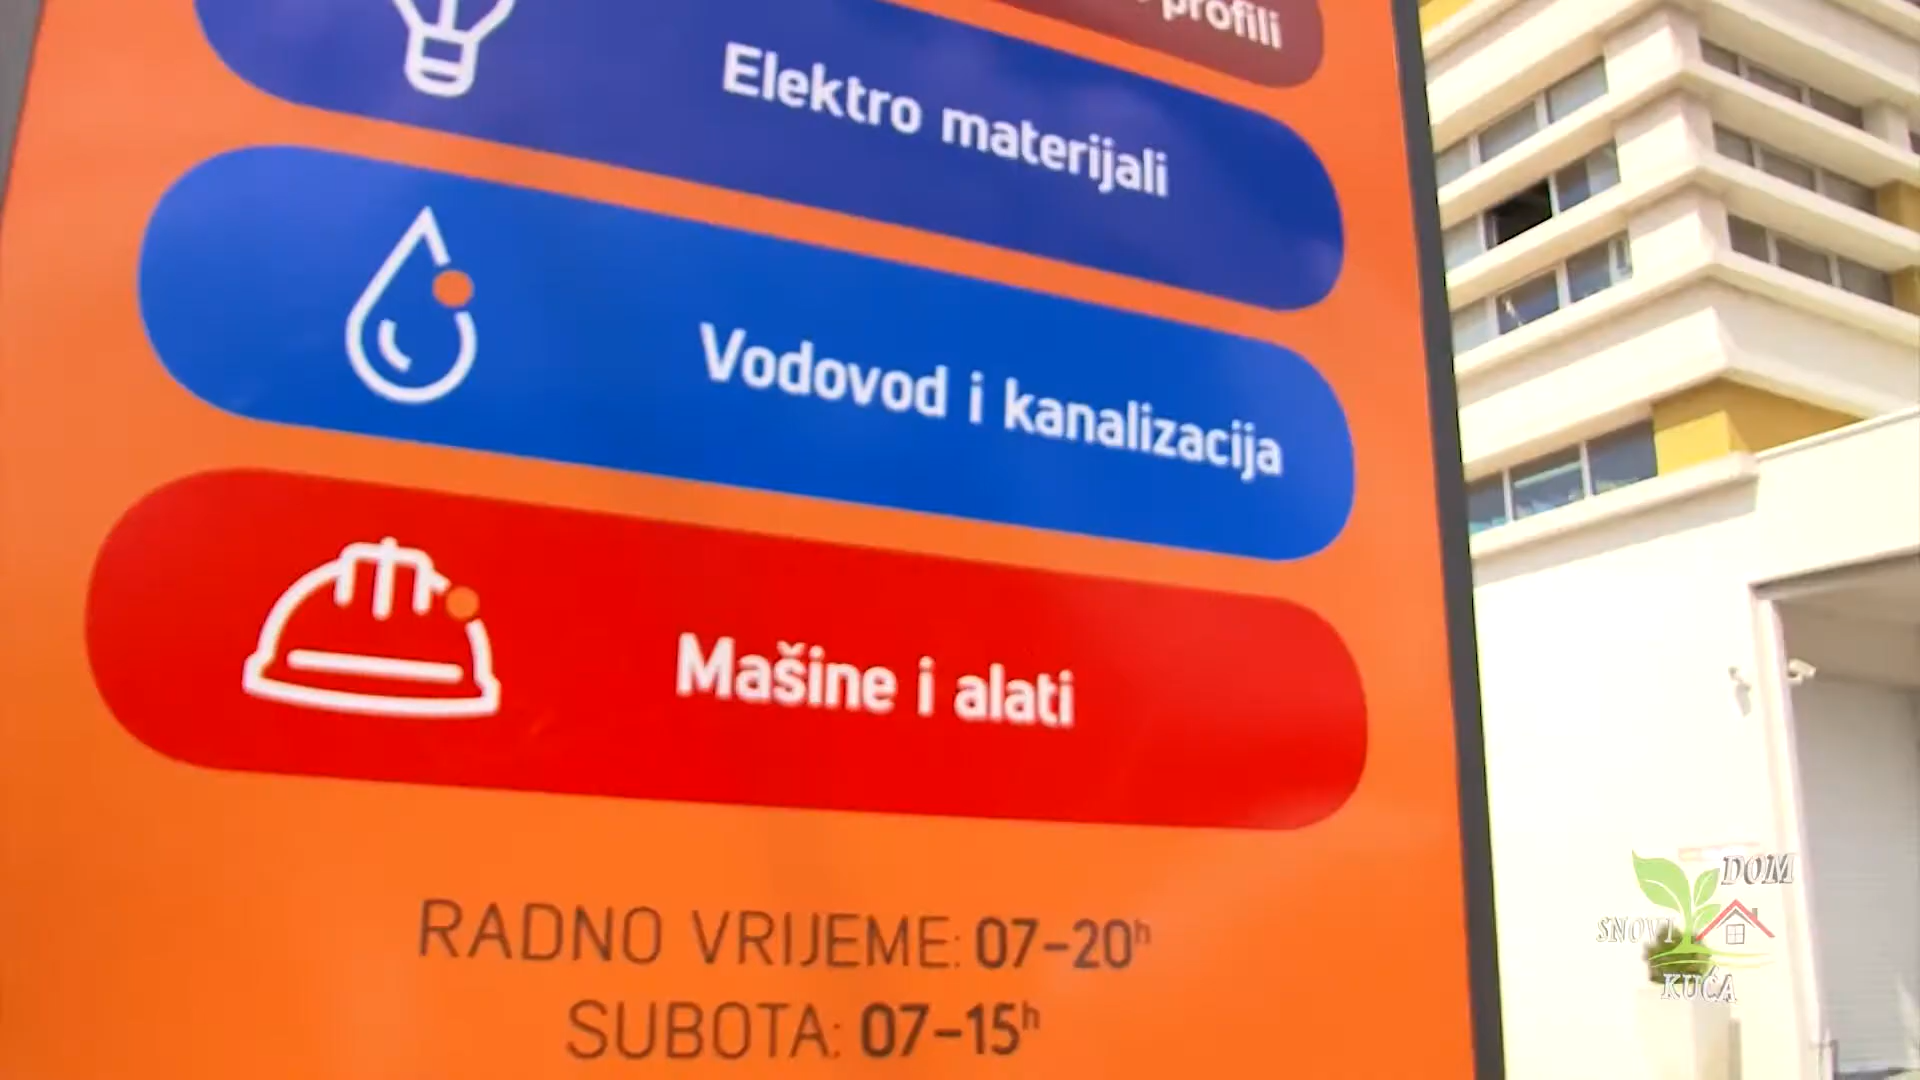 profili
Elektro materijali
Vodovod i kanalizacija
Mašine i alati
RADNO VRIJEME: 07-20h
SUBOTA: 07-15h
DOM
SNOVI
KUĆA